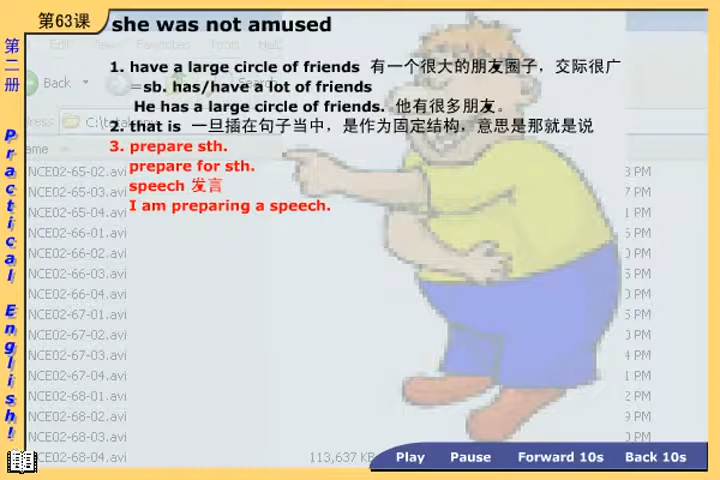 第63课
she was not amused
第二册
Practical English!
1. have a large circle of friends 有一个很大的朋友圈子，交际很广
=sb. has/have a lot of friends
He has a large circle of friends. 他有很多朋友。
2. that is 一旦插在句子当中，是作为固定结构，意思是那就是说
3. prepare sth.
prepare for sth.
speech 发言
I am preparing a speech.
Edit View Favorites Tools Help
Back
Search
NCE02-65-02.avi
NCE02-65-03.avi
NCE02-65-04.avi
NCE02-66-01.avi
NCE02-66-02.avi
NCE02-66-03.avi
NCE02-66-04.avi
NCE02-67-01.avi
NCE02-67-02.avi
NCE02-67-03.avi
NCE02-67-04.avi
NCE02-68-01.avi
NCE02-68-02.avi
NCE02-68-03.avi
NCE02-68-04.avi 113,637 KB
Play Pause Forward 10s Back 10s